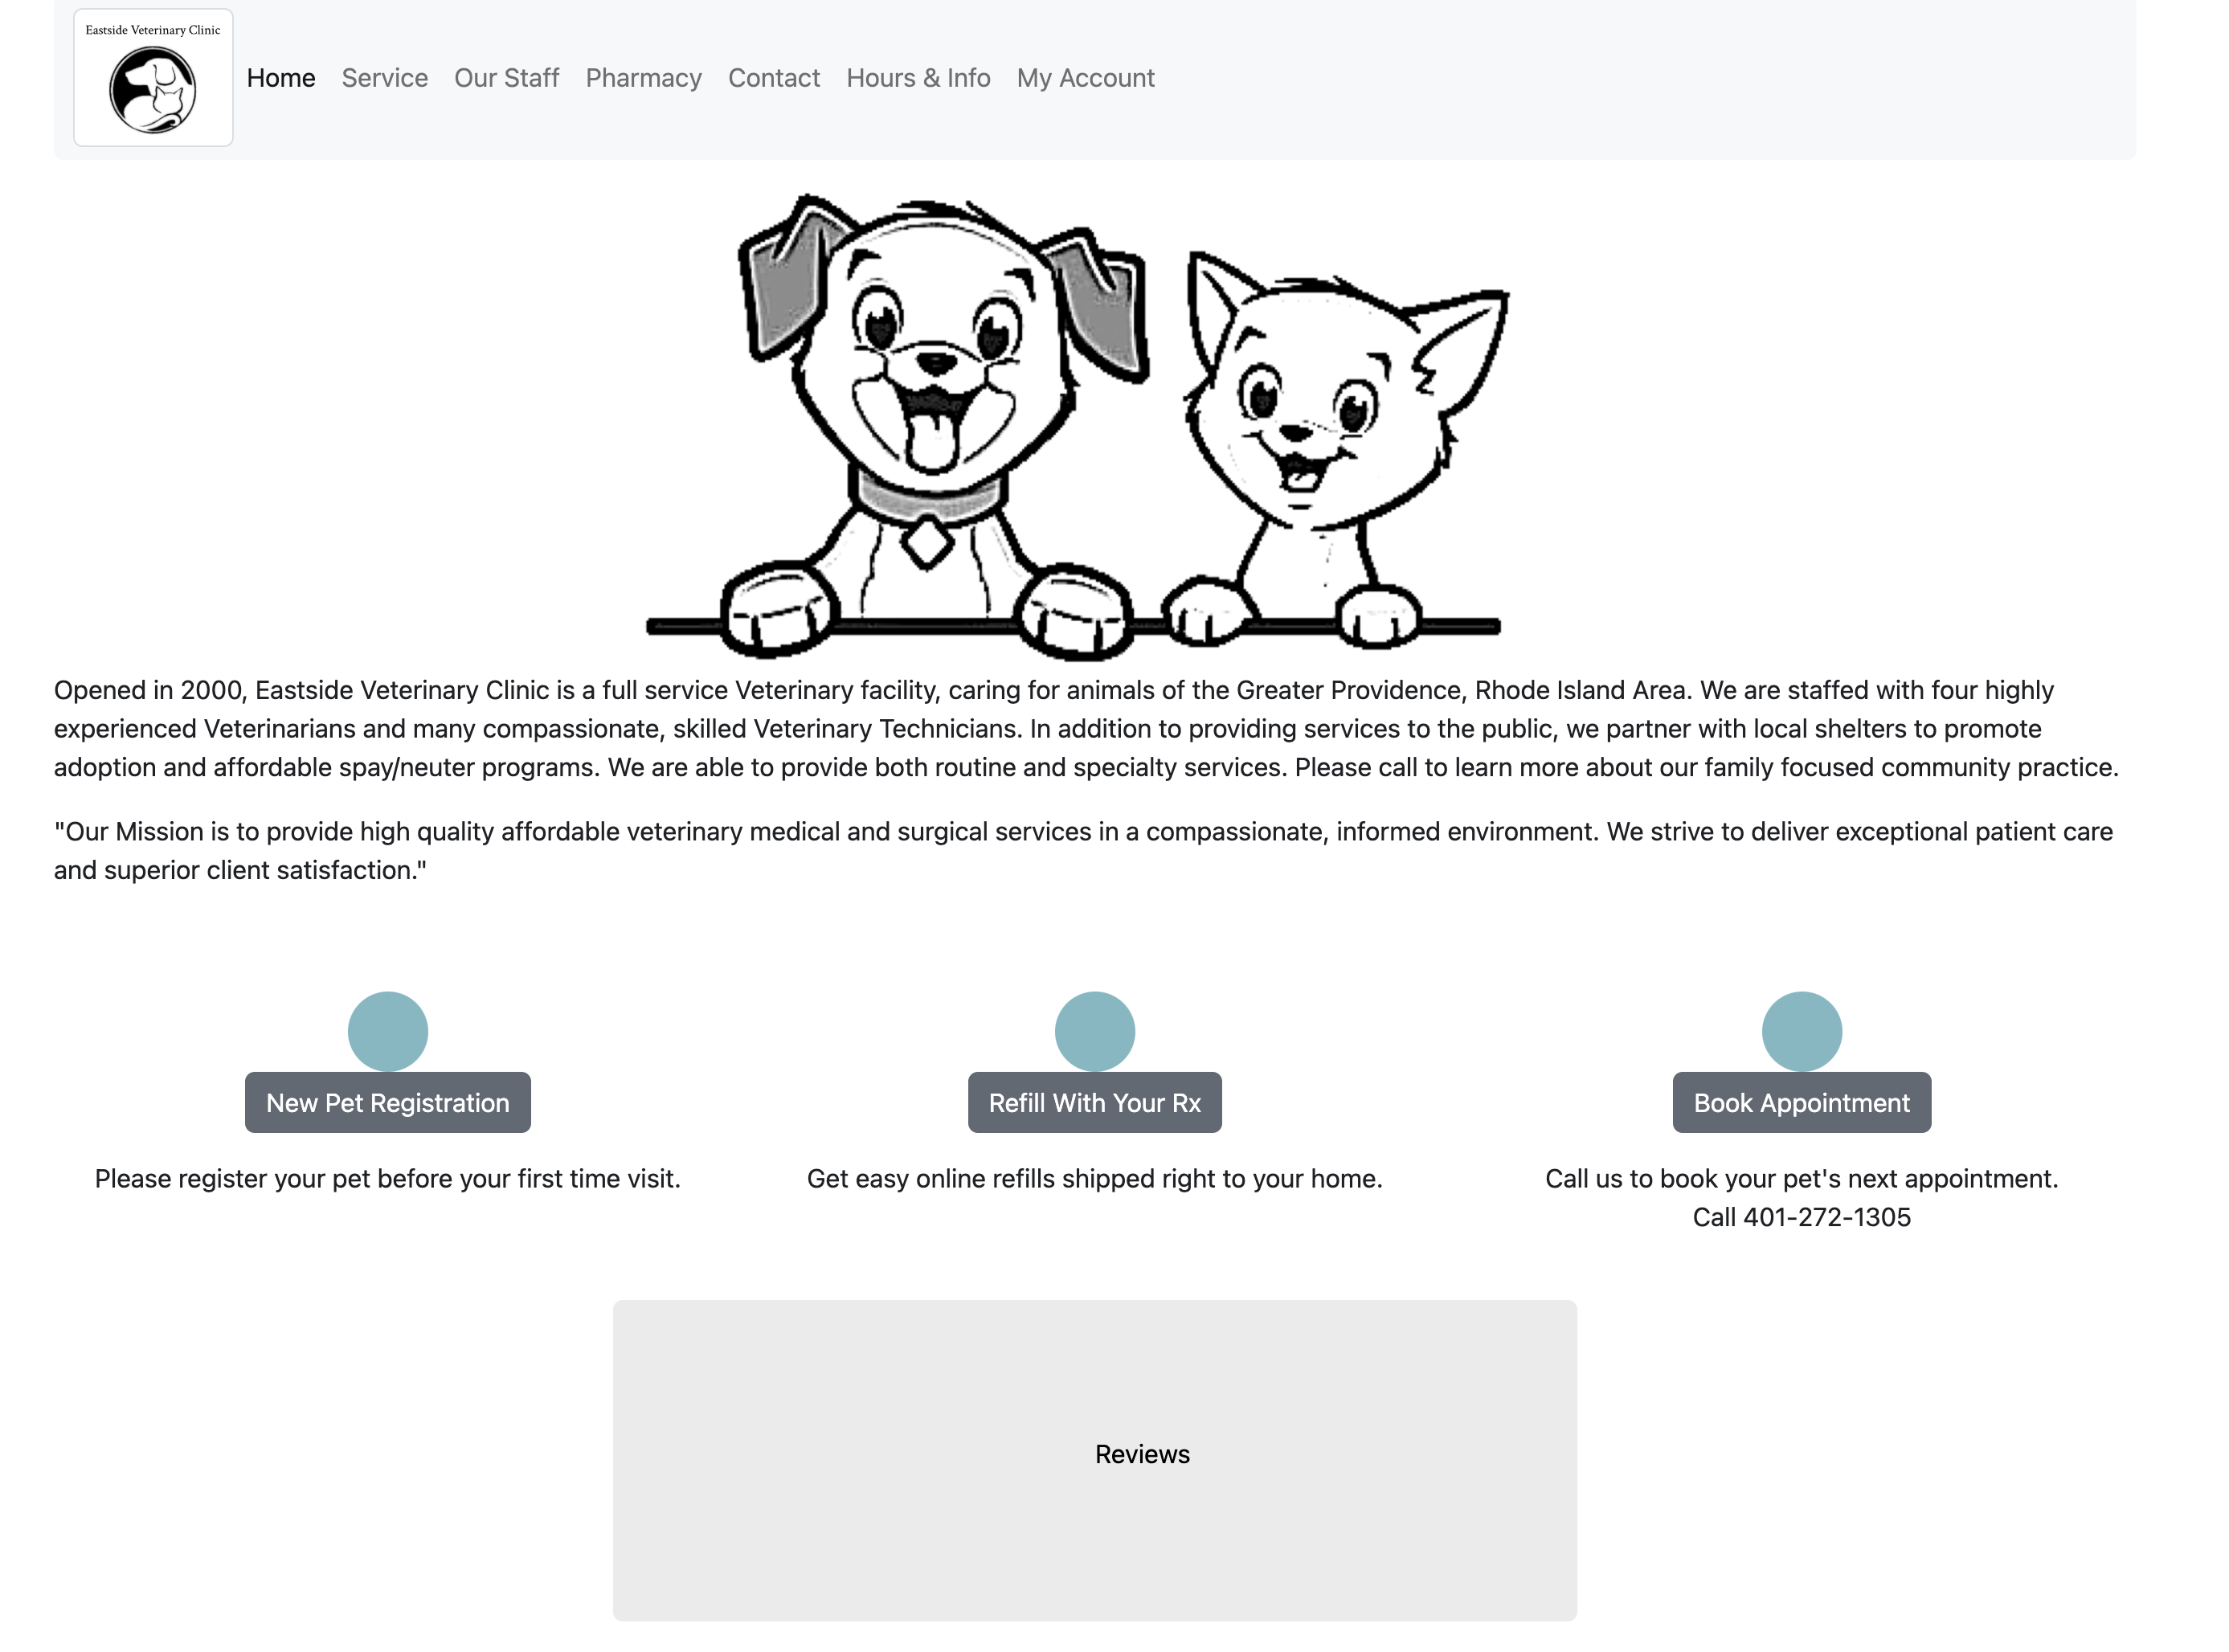 Eastside Veterinary Clinic
Home Service Our Staff Pharmacy Contact Hours & Info My Account
Opened in 2000, Eastside Veterinary Clinic is a full service Veterinary facility, caring for animals of the Greater Providence, Rhode Island Area. We are staffed with four highly
experienced Veterinarians and many compassionate, skilled Veterinary Technicians. In addition to providing services to the public, we partner with local shelters to promote
adoption and affordable spay/neuter programs. We are able to provide both routine and specialty services. Please call to learn more about our family focused community practice.
"Our Mission is to provide high quality affordable veterinary medical and surgical services in a compassionate, informed environment. We strive to deliver exceptional patient care
and superior client satisfaction."
New Pet Registration
Please register your pet before your first time visit.
Refill With Your Rx
Get easy online refills shipped right to your home.
Book Appointment
Call us to book your pet's next appointment.
Call 401-272-1305
Reviews